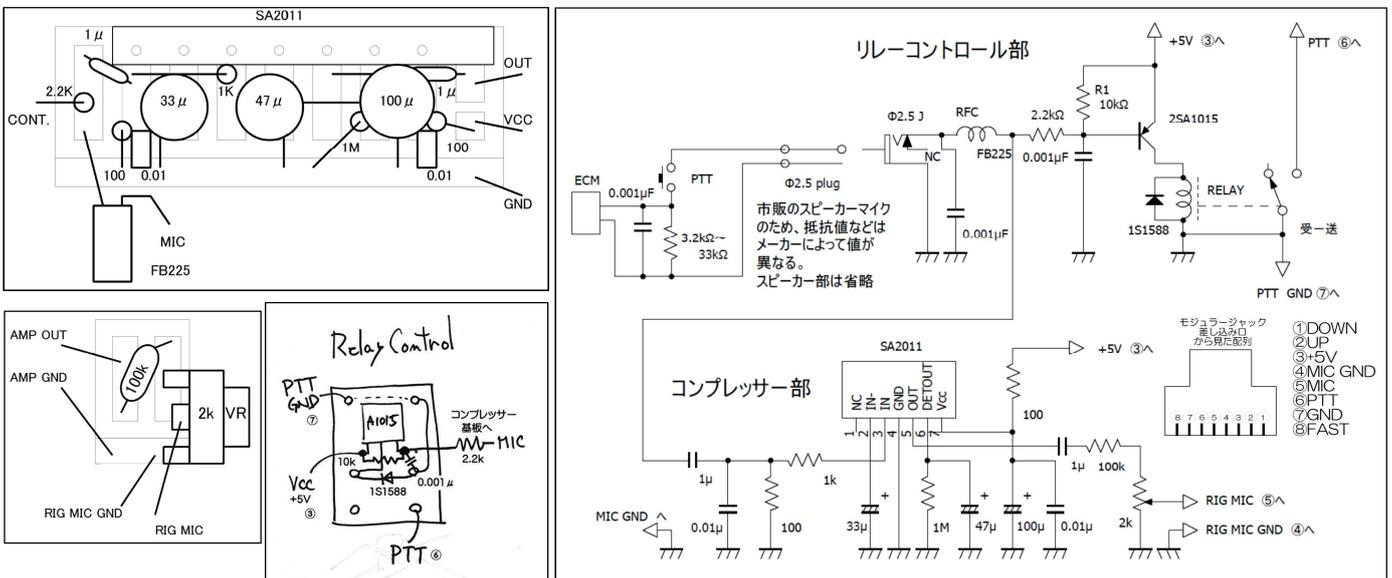 SA2011
1μ
2.2K
33μ
1K
47μ
100μ
1μ
OUT
CONT.
VCC
1M
100
100
0.01
0.01
GND
MIC
FB225
AMP OUT
AMP GND
100k
2k
VR
RIG MIC GND
RIG MIC
Relay Control
PTT
GND
⑦
A1015
コンプレッサー
基板へ
MIC
2.2k
10k
0.001μ
1S1588
Vcc
+5V
③
PTT ⑥
リレーコントロール部
+5V ③へ
PTT ⑥へ
R1
10kΩ
Φ2.5 J
RFC
2.2kΩ
2SA1015
NC
FB225
0.001μF
ECM
0.001μF
PTT
Φ2.5 plug
RELAY
3.2kΩ~
33kΩ
市販のスピーカーマイク
のため、抵抗値などは
メーカーによって値が
異なる。
スピーカー部は省略
0.001μF
1S1588
受ー送
PTT GND ⑦へ
コンプレッサー部
SA2011
NC
IN-
IN
GND
OUT
DETOUT
Vcc
1 2 3 4 5 6 7
+5V ③へ
100
モジュラージャック
差し込み口
から見た配列
8 7 6 5 4 3 2 1
①DOWN
②UP
③+5V
④MIC GND
⑤MIC
⑥PTT
⑦GND
⑧FAST
1μ
1k
1μ
100k
MIC GND へ
0.01μ
100
+
33μ
1M
+
47μ
+
100μ
0.01μ
2k
RIG MIC ⑤へ
RIG MIC GND ④へ